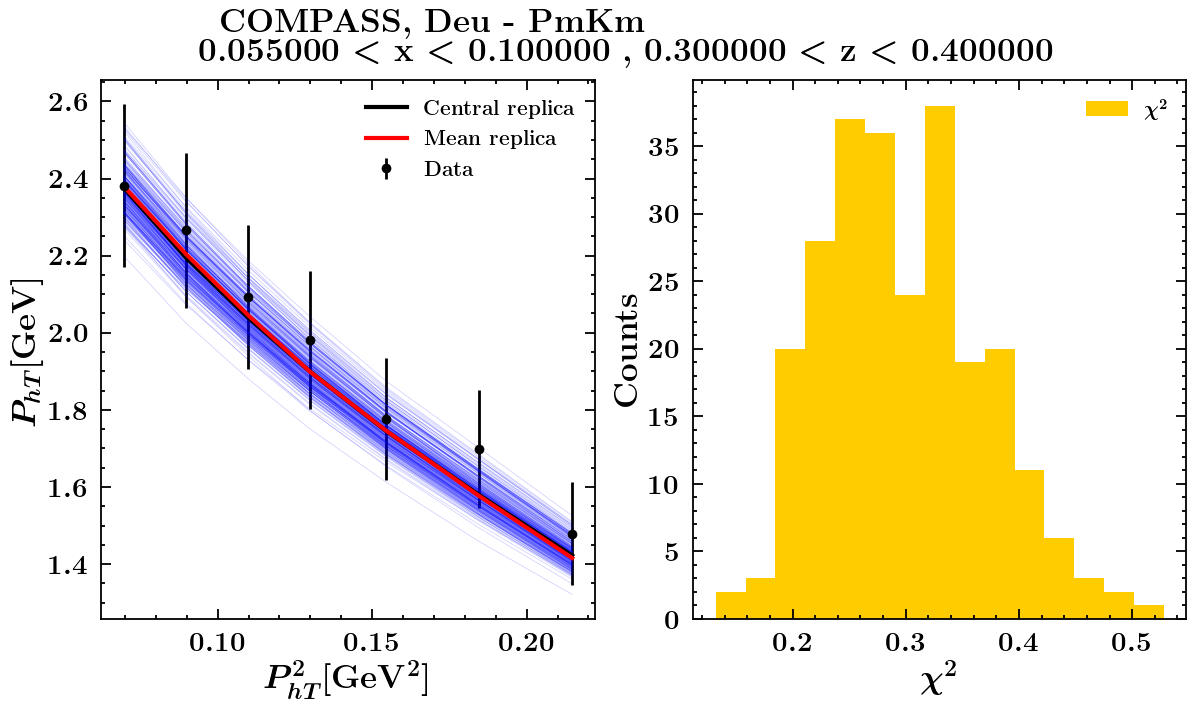 COMPASS, Deu - PmKm
0.055000 < x < 0.100000 , 0.300000 < z < 0.400000
Central replica
Mean replica
Data
P_{hT}[GeV]
2.6
2.4
2.2
2.0
1.8
1.6
1.4
0.10 0.15 0.20
P^2_{hT}[GeV^2]
χ²
Counts
35
30
25
20
15
10
5
0
0.2 0.3 0.4 0.5
χ²